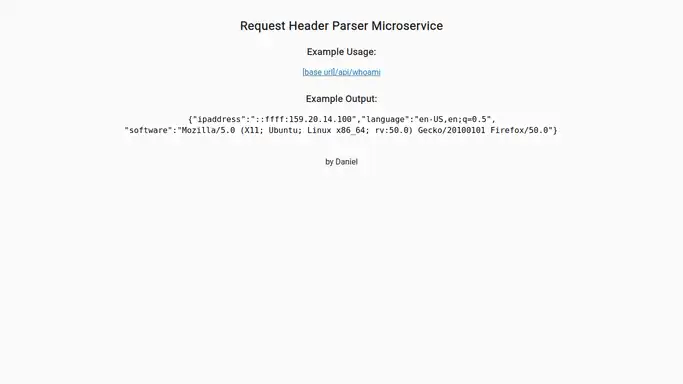 Request Header Parser Microservice
Example Usage:
[base url]/api/whoami
Example Output:
{"ipaddress":"::ffff:159.20.14.100","language":"en-US,en;q=0.5",
"software":"Mozilla/5.0 (X11; Ubuntu; Linux x86_64; rv:50.0) Gecko/20100101 Firefox/50.0"}
by Daniel